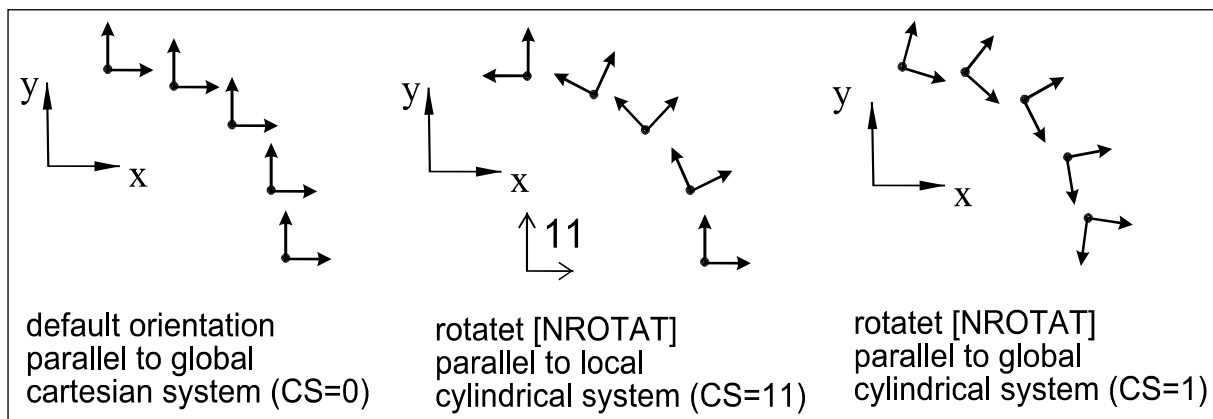 y
x
default orientation
parallel to global
cartesian system (CS=0)
y
x
11
rotatet [NROTAT]
parallel to local
cylindrical system (CS=11)
y
x
rotatet [NROTAT]
parallel to global
cylindrical system (CS=1)